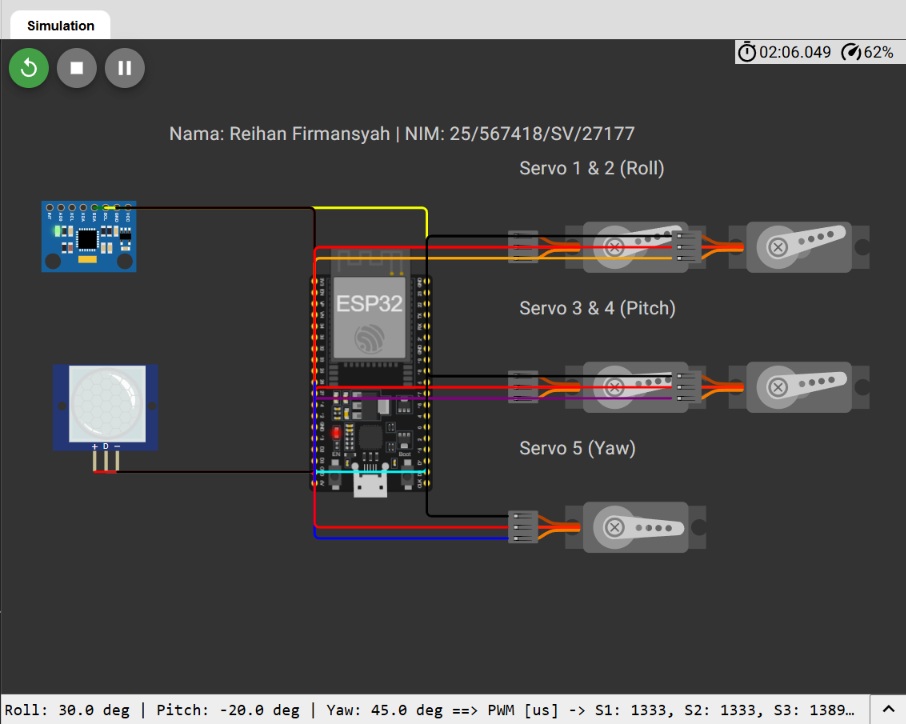 Simulation
02:06.049 62%
Nama: Reihan Firmansyah | NIM: 25/567418/SV/27177
Servo 1 & 2 (Roll)
ESP32
Servo 3 & 4 (Pitch)
EN
Boot
+ D -
Servo 5 (Yaw)
Roll: 30.0 deg | Pitch: -20.0 deg | Yaw: 45.0 deg ==> PWM [us] -> S1: 1333, S2: 1333, S3: 1389…